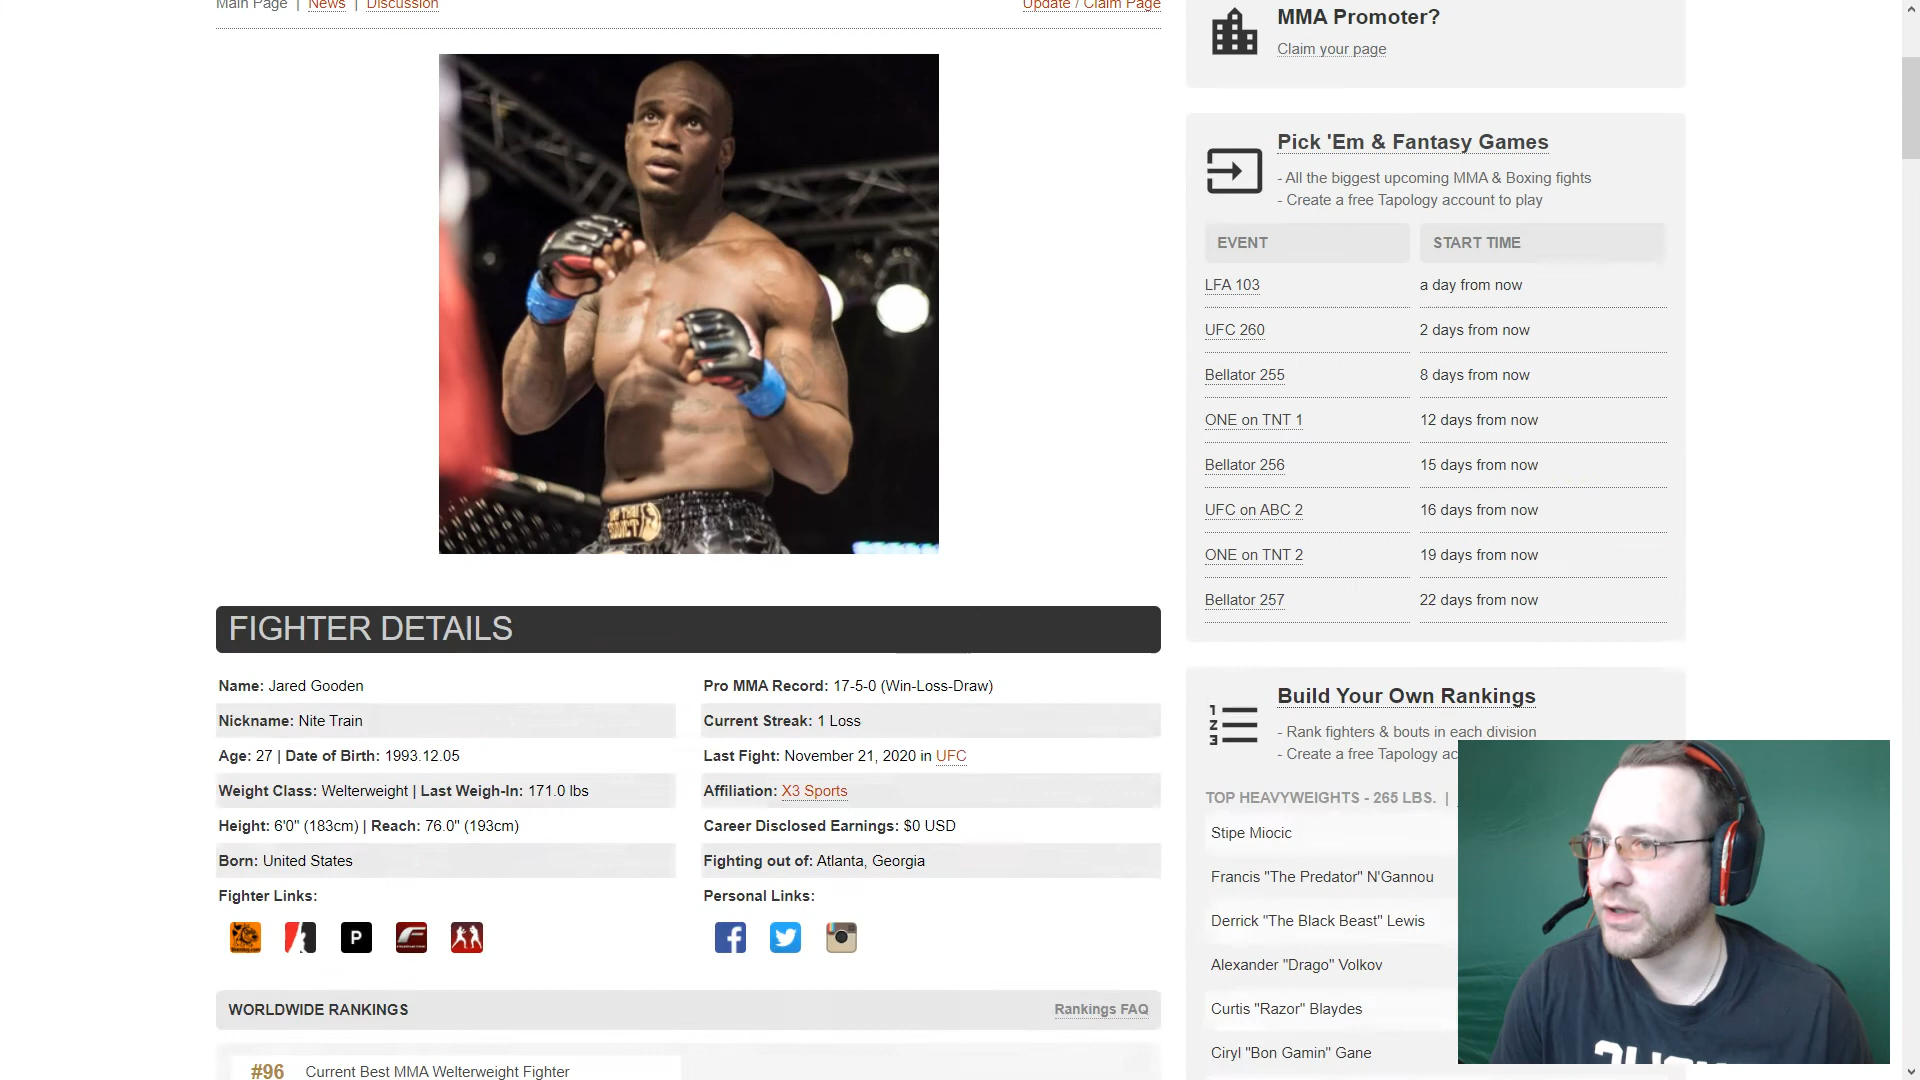 Main Page | News | Discussion
Update / Claim Page
FIGHTER DETAILS
Name: Jared Gooden
Nickname: Nite Train
Age: 27 | Date of Birth: 1993.12.05
Weight Class: Welterweight | Last Weigh-In: 171.0 lbs
Height: 6'0" (183cm) | Reach: 76.0" (193cm)
Born: United States
Fighter Links:
P
Pro MMA Record: 17-5-0 (Win-Loss-Draw)
Current Streak: 1 Loss
Last Fight: November 21, 2020 in UFC
Affiliation: X3 Sports
Career Disclosed Earnings: $0 USD
Fighting out of: Atlanta, Georgia
Personal Links:
WORLDWIDE RANKINGS
Rankings FAQ
#96 Current Best MMA Welterweight Fighter
MMA Promoter?
Claim your page
Pick 'Em & Fantasy Games
- All the biggest upcoming MMA & Boxing fights
- Create a free Tapology account to play
EVENT START TIME
LFA 103 a day from now
UFC 260 2 days from now
Bellator 255 8 days from now
ONE on TNT 1 12 days from now
Bellator 256 15 days from now
UFC on ABC 2 16 days from now
ONE on TNT 2 19 days from now
Bellator 257 22 days from now
1
2
3
Build Your Own Rankings
- Rank fighters & bouts in each division
- Create a free Tapology ac
TOP HEAVYWEIGHTS - 265 LBS. |
Stipe Miocic
Francis "The Predator" N'Gannou
Derrick "The Black Beast" Lewis
Alexander "Drago" Volkov
Curtis "Razor" Blaydes
Ciryl "Bon Gamin" Gane